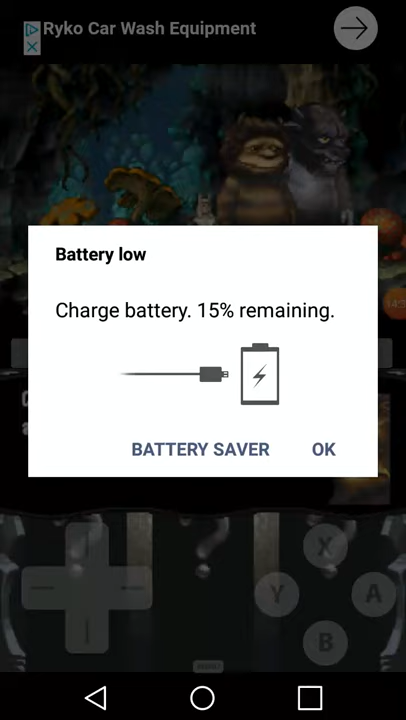 Ryko Car Wash Equipment
Battery low
Charge battery. 15% remaining.
BATTERY SAVER
OK
X
Y
A
B